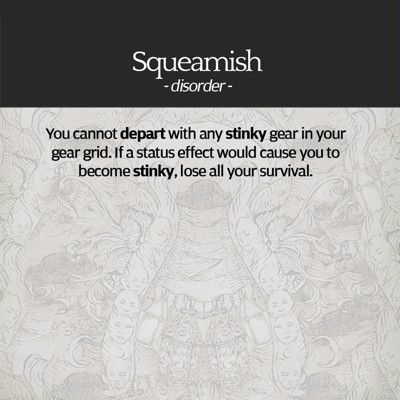 Squeamish
- disorder -
You cannot depart with any stinky gear in your
gear grid. If a status effect would cause you to
become stinky, lose all your survival.